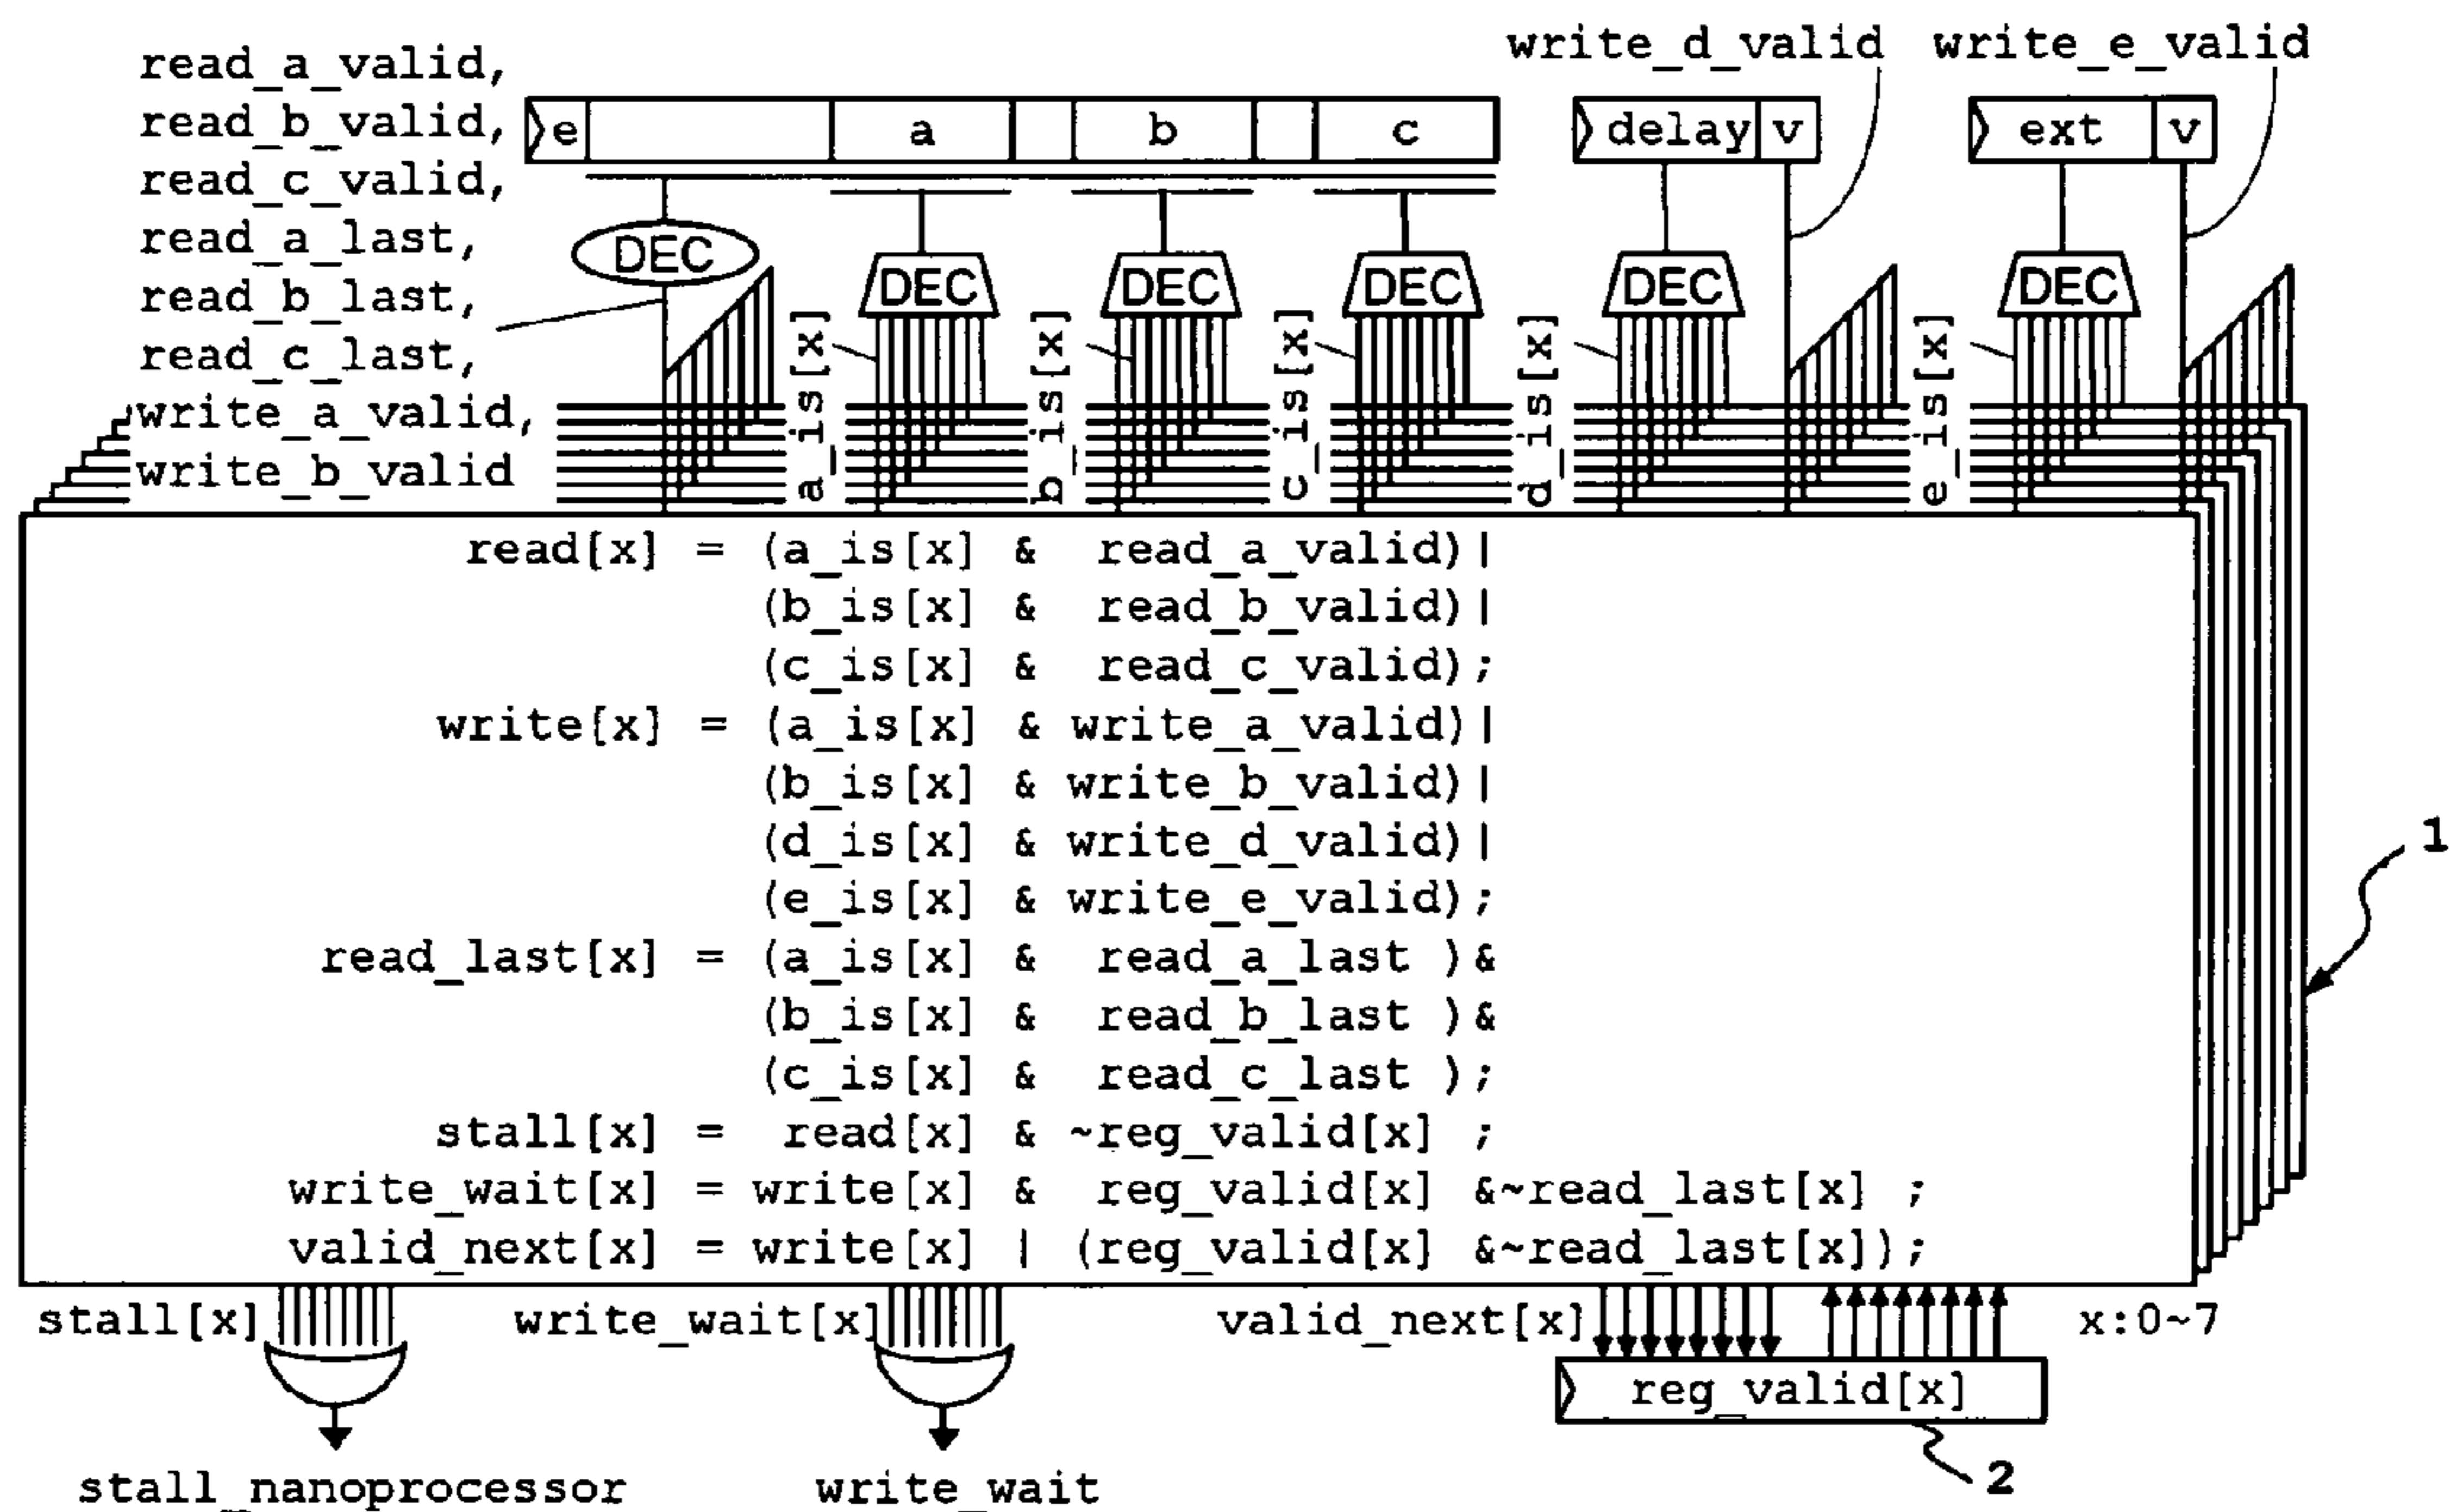 read_a_valid,
read_b_valid,
read_c_valid,
read_a_last,
read_b_last,
read_c_last,
write_a_valid,
write_b_valid
write_d_valid write_e_valid
e a b c delay v ext v
DEC
DEC DEC DEC DEC DEC
a_is[x] b_is[x] c_is[x] d_is[x] e_is[x]
read[x] = (a_is[x] & read_a_valid)|
(b_is[x] & read_b_valid)|
(c_is[x] & read_c_valid);
write[x] = (a_is[x] & write_a_valid)|
(b_is[x] & write_b_valid)|
(d_is[x] & write_d_valid)|
(e_is[x] & write_e_valid);
read_last[x] = (a_is[x] & read_a_last )&
(b_is[x] & read_b_last )&
(c_is[x] & read_c_last );
stall[x] = read[x] & ~reg_valid[x] ;
write_wait[x] = write[x] & reg_valid[x] &~read_last[x] ;
valid_next[x] = write[x] | (reg_valid[x] &~read_last[x]);
1
stall[x] write_wait[x] valid_next[x] x:0~7
reg_valid[x]
2
stall_nanoprocessor write_wait